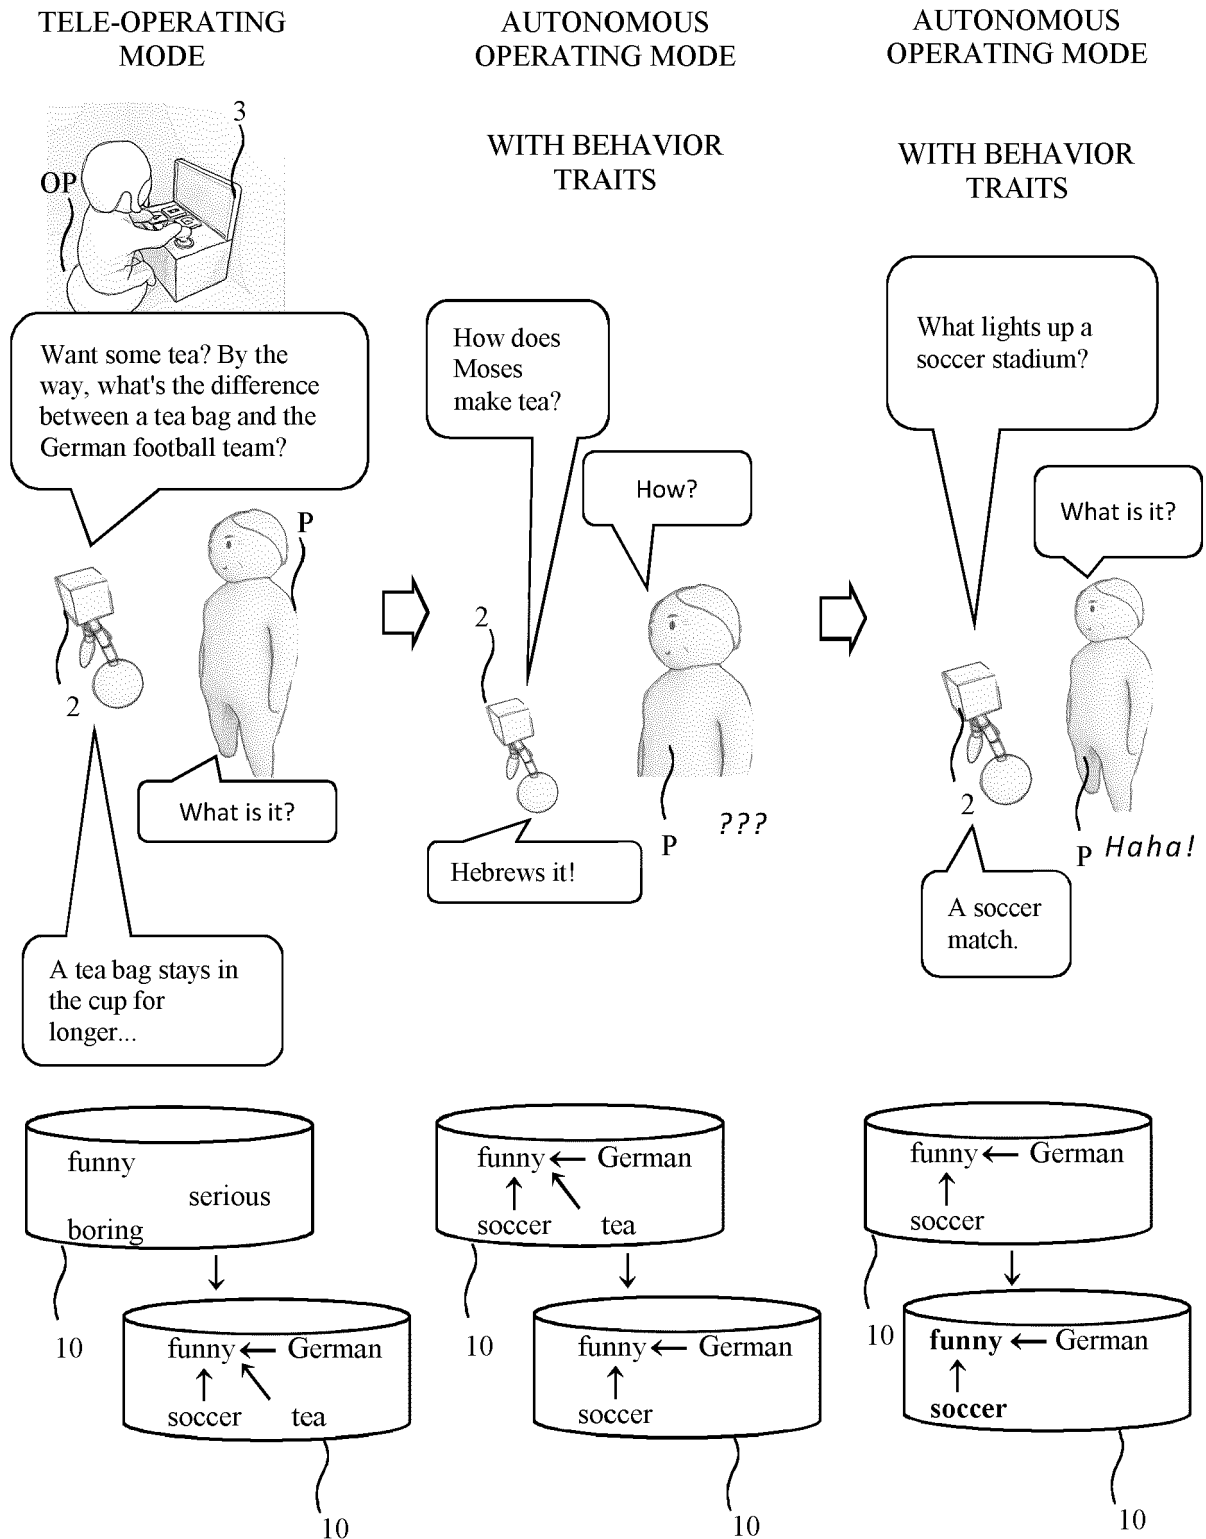 TELE-OPERATING
MODE
3
OP
Want some tea? By the
way, what's the difference
between a tea bag and the
German football team?
P
2
What is it?
A tea bag stays in
the cup for
longer...
funny
serious
boring
10
funny ← German
soccer tea
10
AUTONOMOUS
OPERATING MODE
WITH BEHAVIOR
TRAITS
How does
Moses
make tea?
How?
2
P
???
Hebrews it!
funny ← German
soccer tea
10
funny ← German
soccer
10
AUTONOMOUS
OPERATING MODE
WITH BEHAVIOR
TRAITS
What lights up a
soccer stadium?
What is it?
2
P
Haha!
A soccer
match.
funny ← German
soccer
10
funny ← German
soccer
10